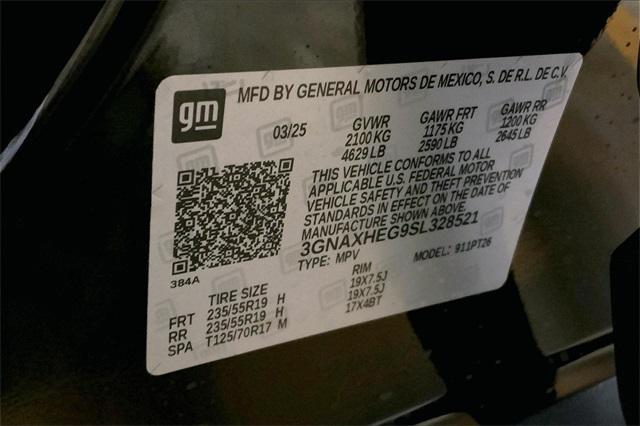 gm
MFD BY GENERAL MOTORS DE MEXICO, S. DE R.L. DE C.V.
03/25
GVWR
2100 KG
4629 LB
GAWR FRT
1175 KG
2590 LB
GAWR RR
1200 KG
2645 LB
THIS VEHICLE CONFORMS TO ALL
APPLICABLE U.S. FEDERAL MOTOR
VEHICLE SAFETY AND THEFT PREVENTION
STANDARDS IN EFFECT ON THE DATE OF
MANUFACTURE SHOWN ABOVE.
3GNAXHEG9SL328521
TYPE: MPV
MODEL: 911PT26
384A
TIRE SIZE
RIM
FRT 235/55R19 H 19X7.5J
RR 235/55R19 H 19X7.5J
SPA T125/70R17 M 17X4BT